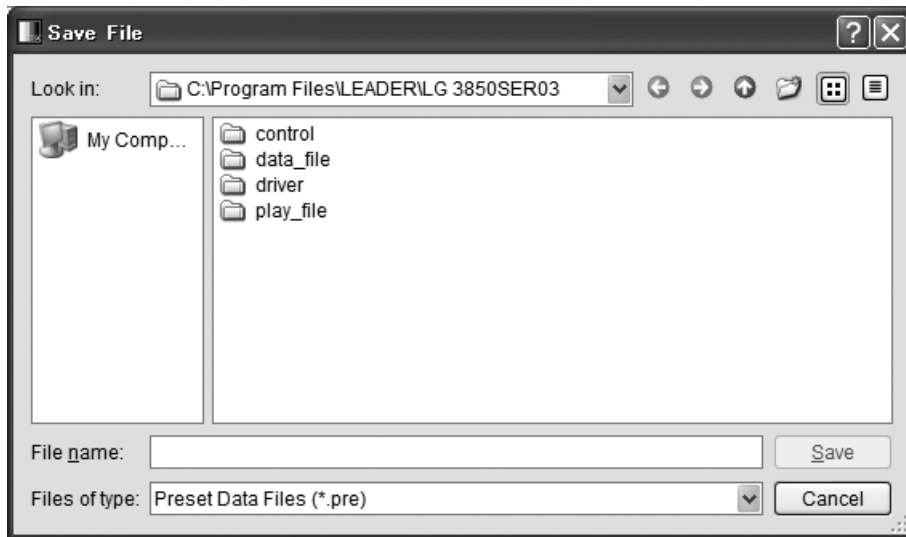 Save File
Look in: C:\Program Files\LEADER\LG 3850SER03
My Comp...
control
data_file
driver
play_file
File name:
Save
Files of type: Preset Data Files (*.pre)
Cancel